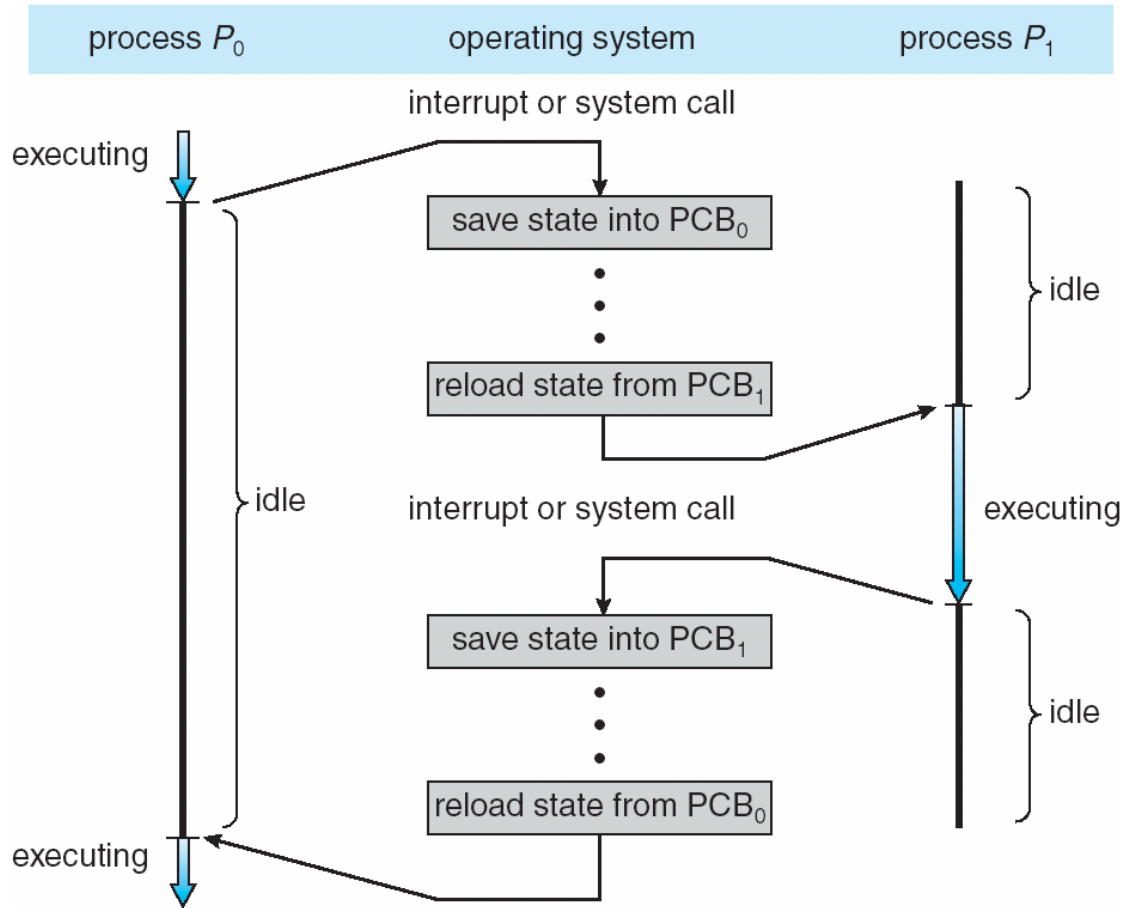 process P₀ operating system process P₁
interrupt or system call
executing
save state into PCB₀
idle
reload state from PCB₁
idle
interrupt or system call
executing
save state into PCB₁
idle
reload state from PCB₀
executing